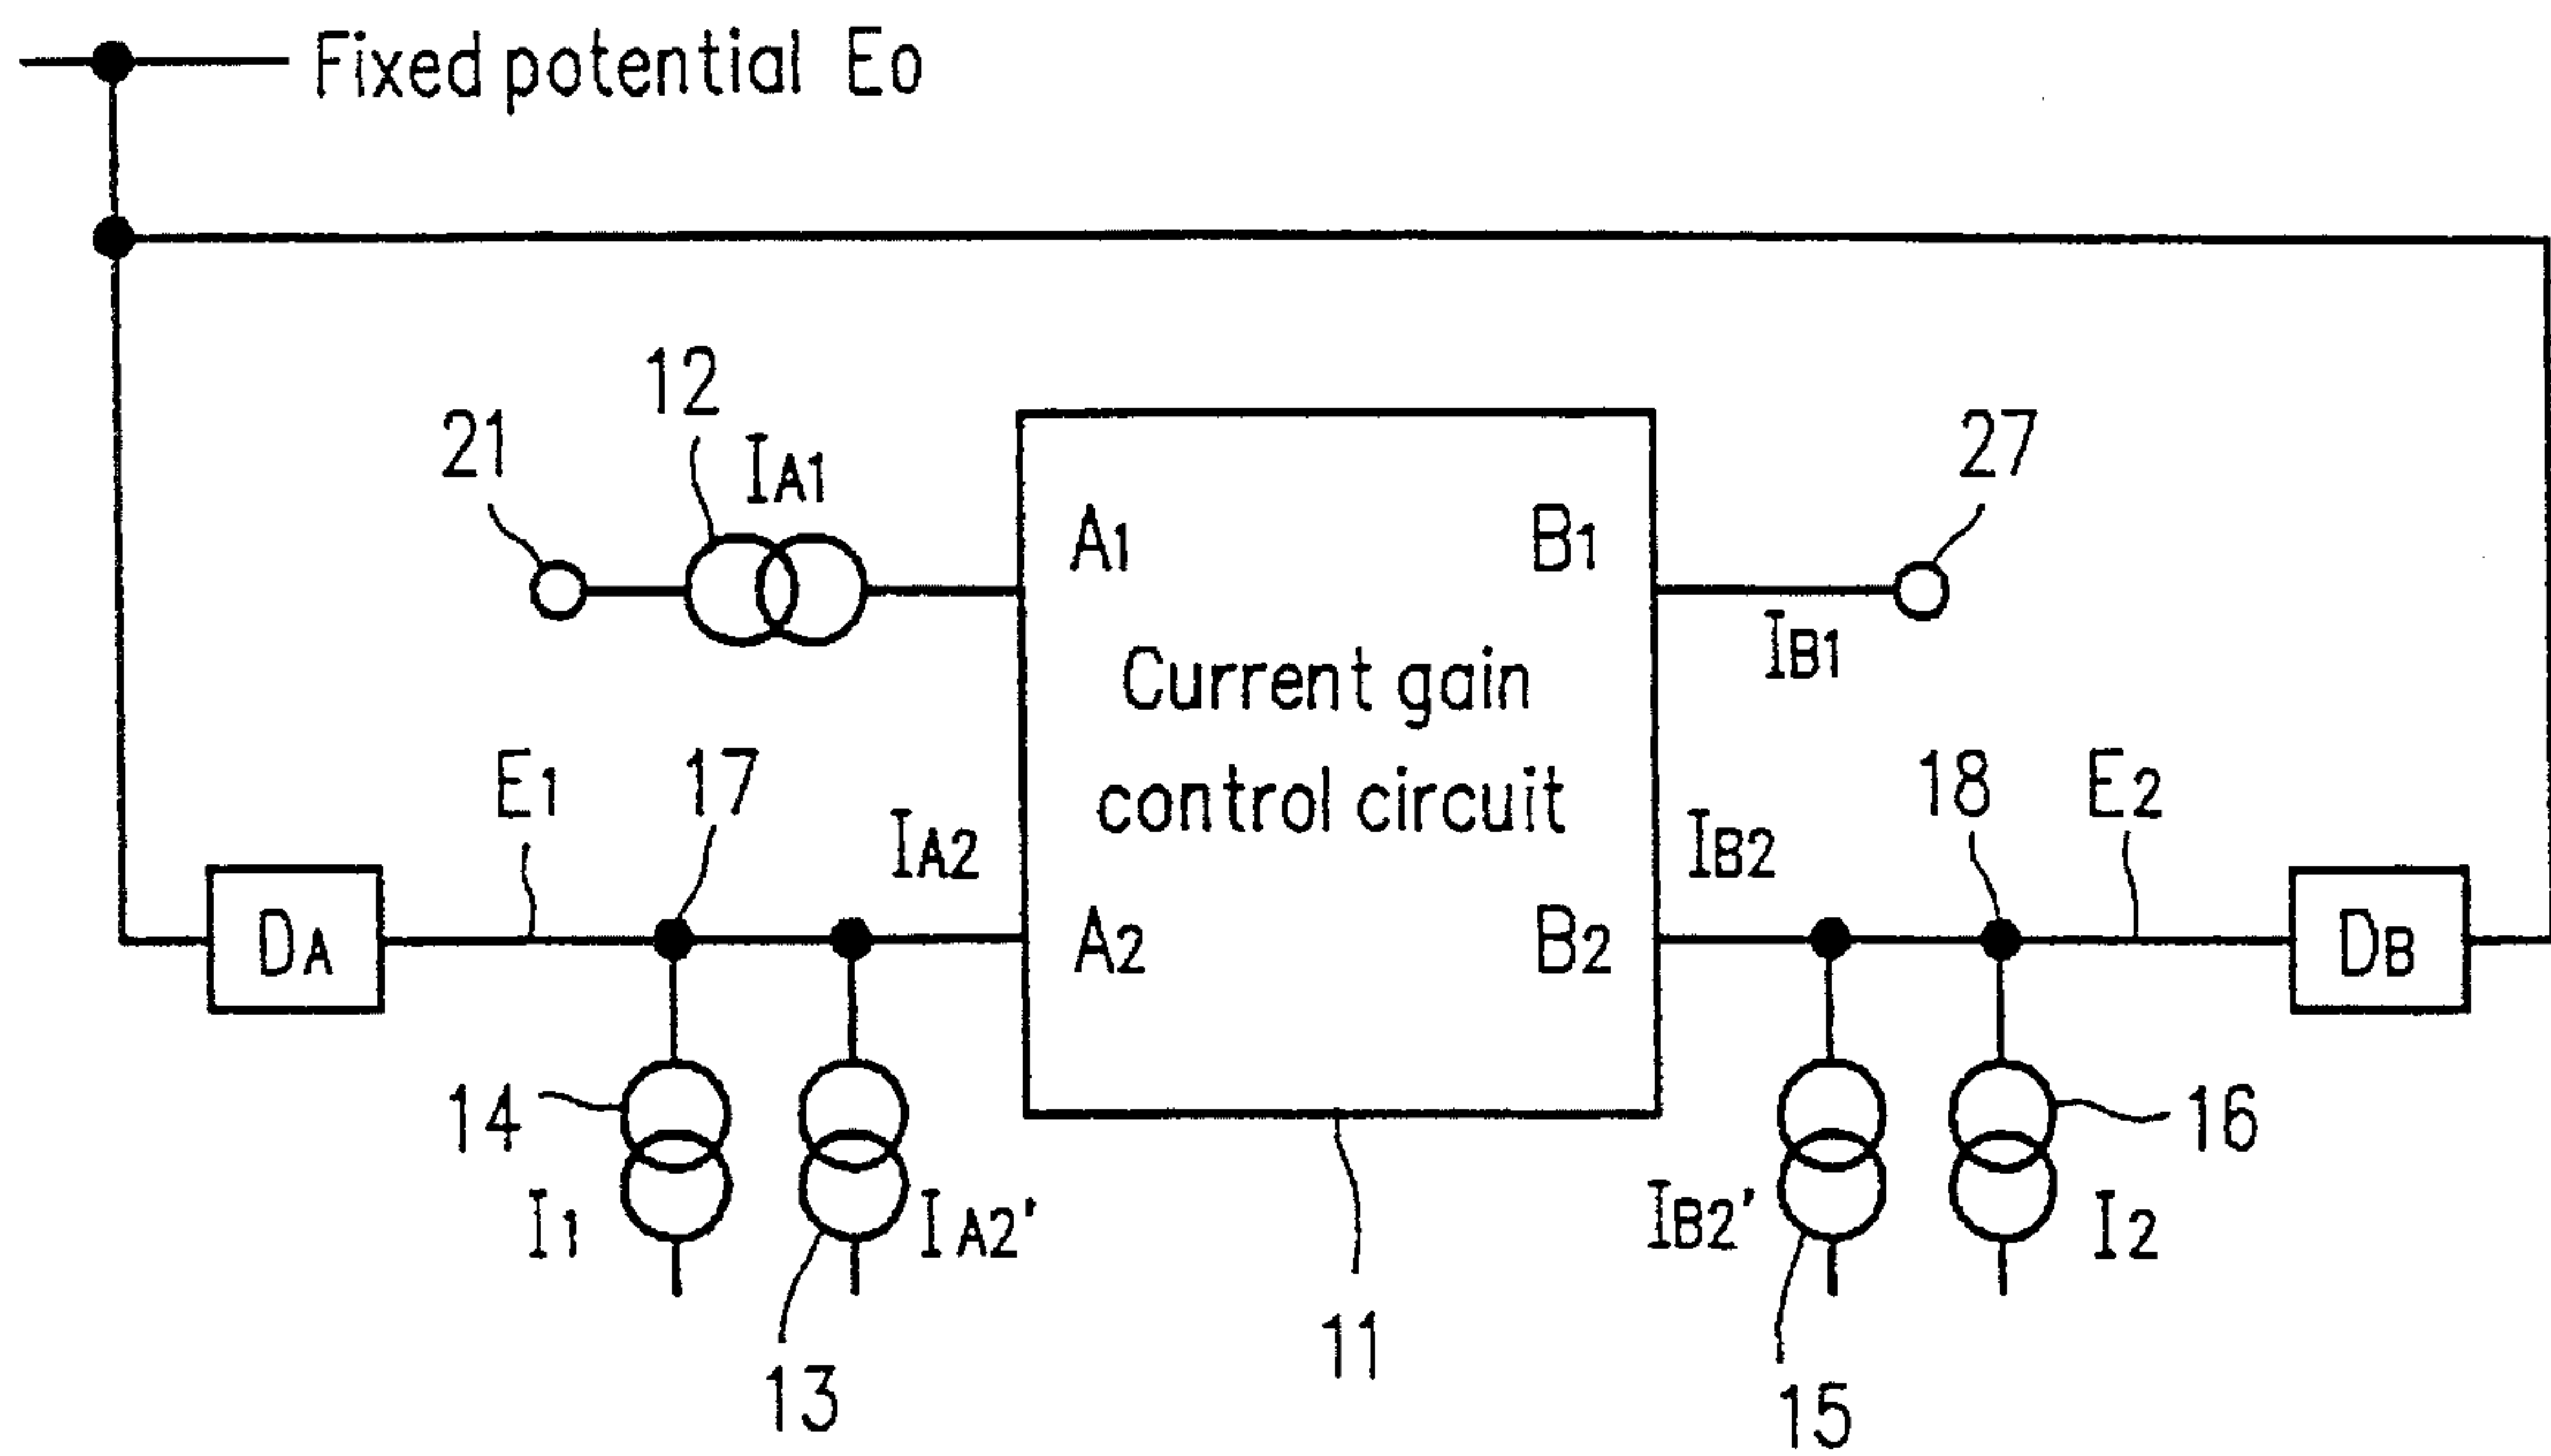 Fixed potential E0
12
21
IA1
27
A1
B1
Current gain
control circuit
IB1
E1
17
IA2
IB2
18
E2
DA
A2
B2
DB
14
I1
IA2'
IB2'
16
I2
13
11
15